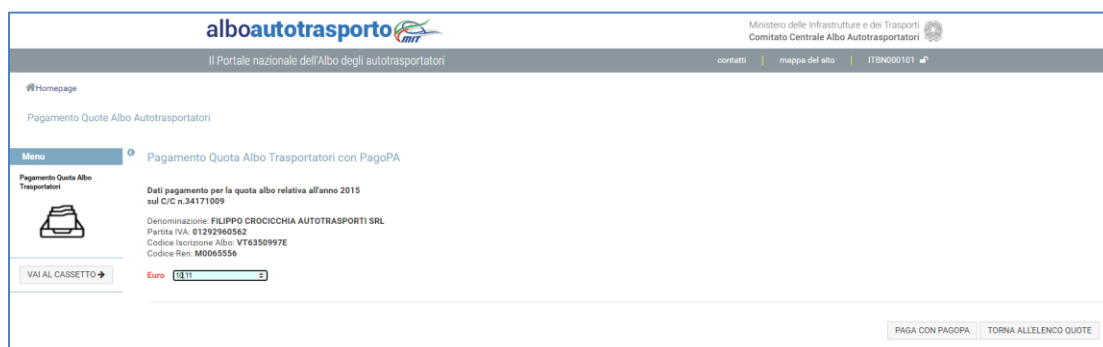 alboautotrasporto MIT
Ministero delle Infrastrutture e dei Trasporti
Comitato Centrale Albo Autotrasportatori
Il Portale nazionale dell'Albo degli autotrasportatori
contatti | mappa del sito | ITBN000101
Homepage
Pagamento Quote Albo Autotrasportatori
Menu
Pagamento Quota Albo
Trasportatori
VAI AL CASSETTO
Pagamento Quota Albo Trasportatori con PagoPA
Dati pagamento per la quota albo relativa all'anno 2015
sul C/C n.34171009
Denominazione: FILIPPO CROCICCHIA AUTOTRASPORTI SRL
Partita IVA: 01292960562
Codice Iscrizione Albo: VT6350997E
Codice Ren: M0065556
Euro 10,11
PAGA CON PAGOPA TORNA ALL'ELENCO QUOTE